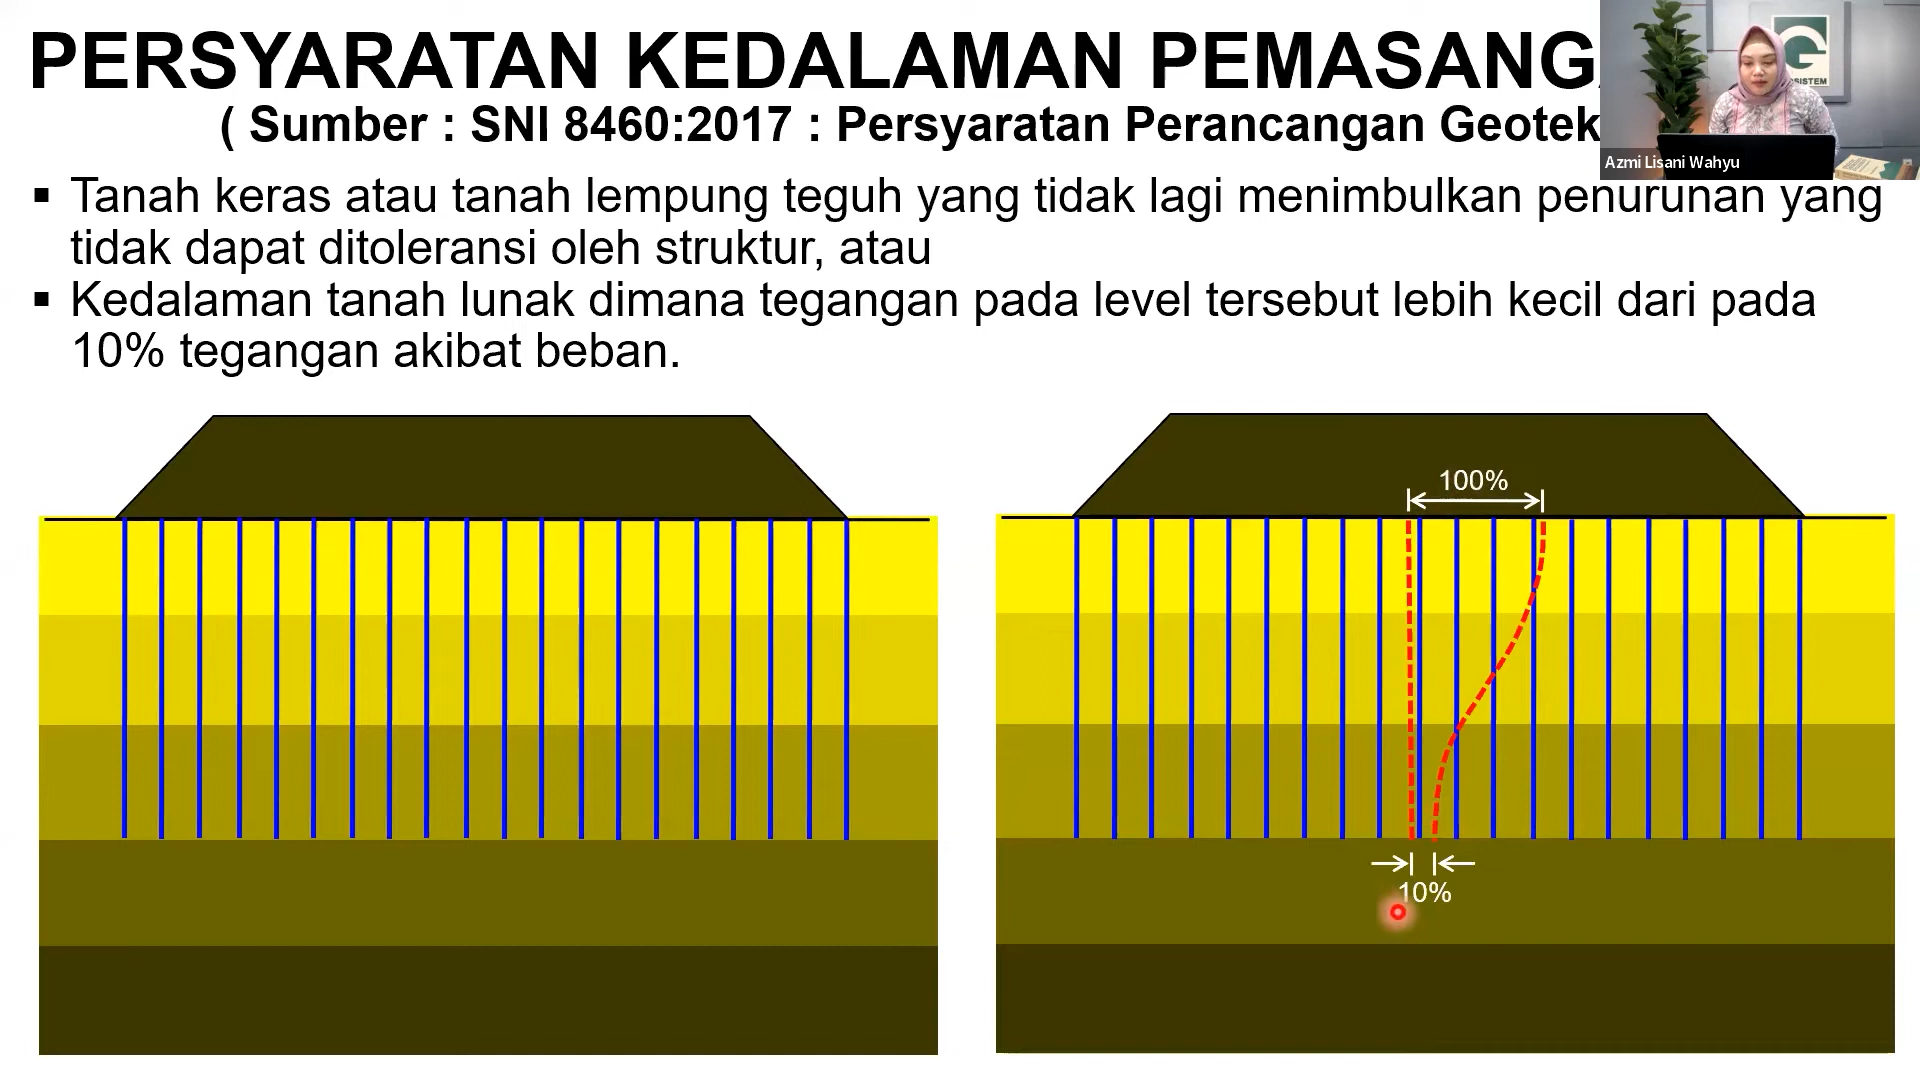 PERSYARATAN KEDALAMAN PEMASANG
( Sumber : SNI 8460:2017 : Persyaratan Perancangan Geotek
Azmi Lisani Wahyu
▪ Tanah keras atau tanah lempung teguh yang tidak lagi menimbulkan penurunan yang
tidak dapat ditoleransi oleh struktur, atau
▪ Kedalaman tanah lunak dimana tegangan pada level tersebut lebih kecil dari pada
10% tegangan akibat beban.
100%
10%